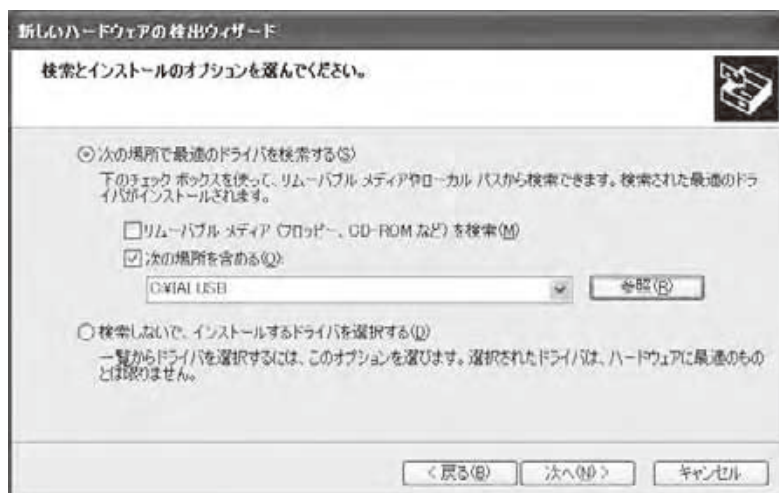 新しいハードウェアの検出ウィザード
検索とインストールのオプションを選んでください。
次の場所で最適のドライバを検索する(S)
下のチェック ボックスを使って、リムーバブル メディアやローカル パスから検索できます。検索された最適のドラ
イバがインストールされます。
リムーバブル メディア (フロッピー、CD-ROM など) を検索(M)
次の場所を含める(O):
C:¥IAI USB
参照(R)
検索しないで、インストールするドライバを選択する(D)
一覧からドライバを選択するには、このオプションを選びます。選択されたドライバは、ハードウェアに最適のもの
とは限りません。
< 戻る(B)
次へ(N) >
キャンセル